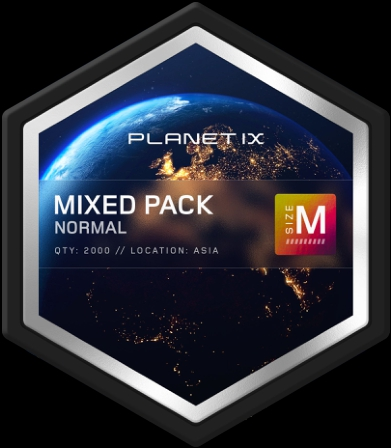 PLANET IX
MIXED PACK
NORMAL
SIZE
M
QTY: 2000 // LOCATION: ASIA